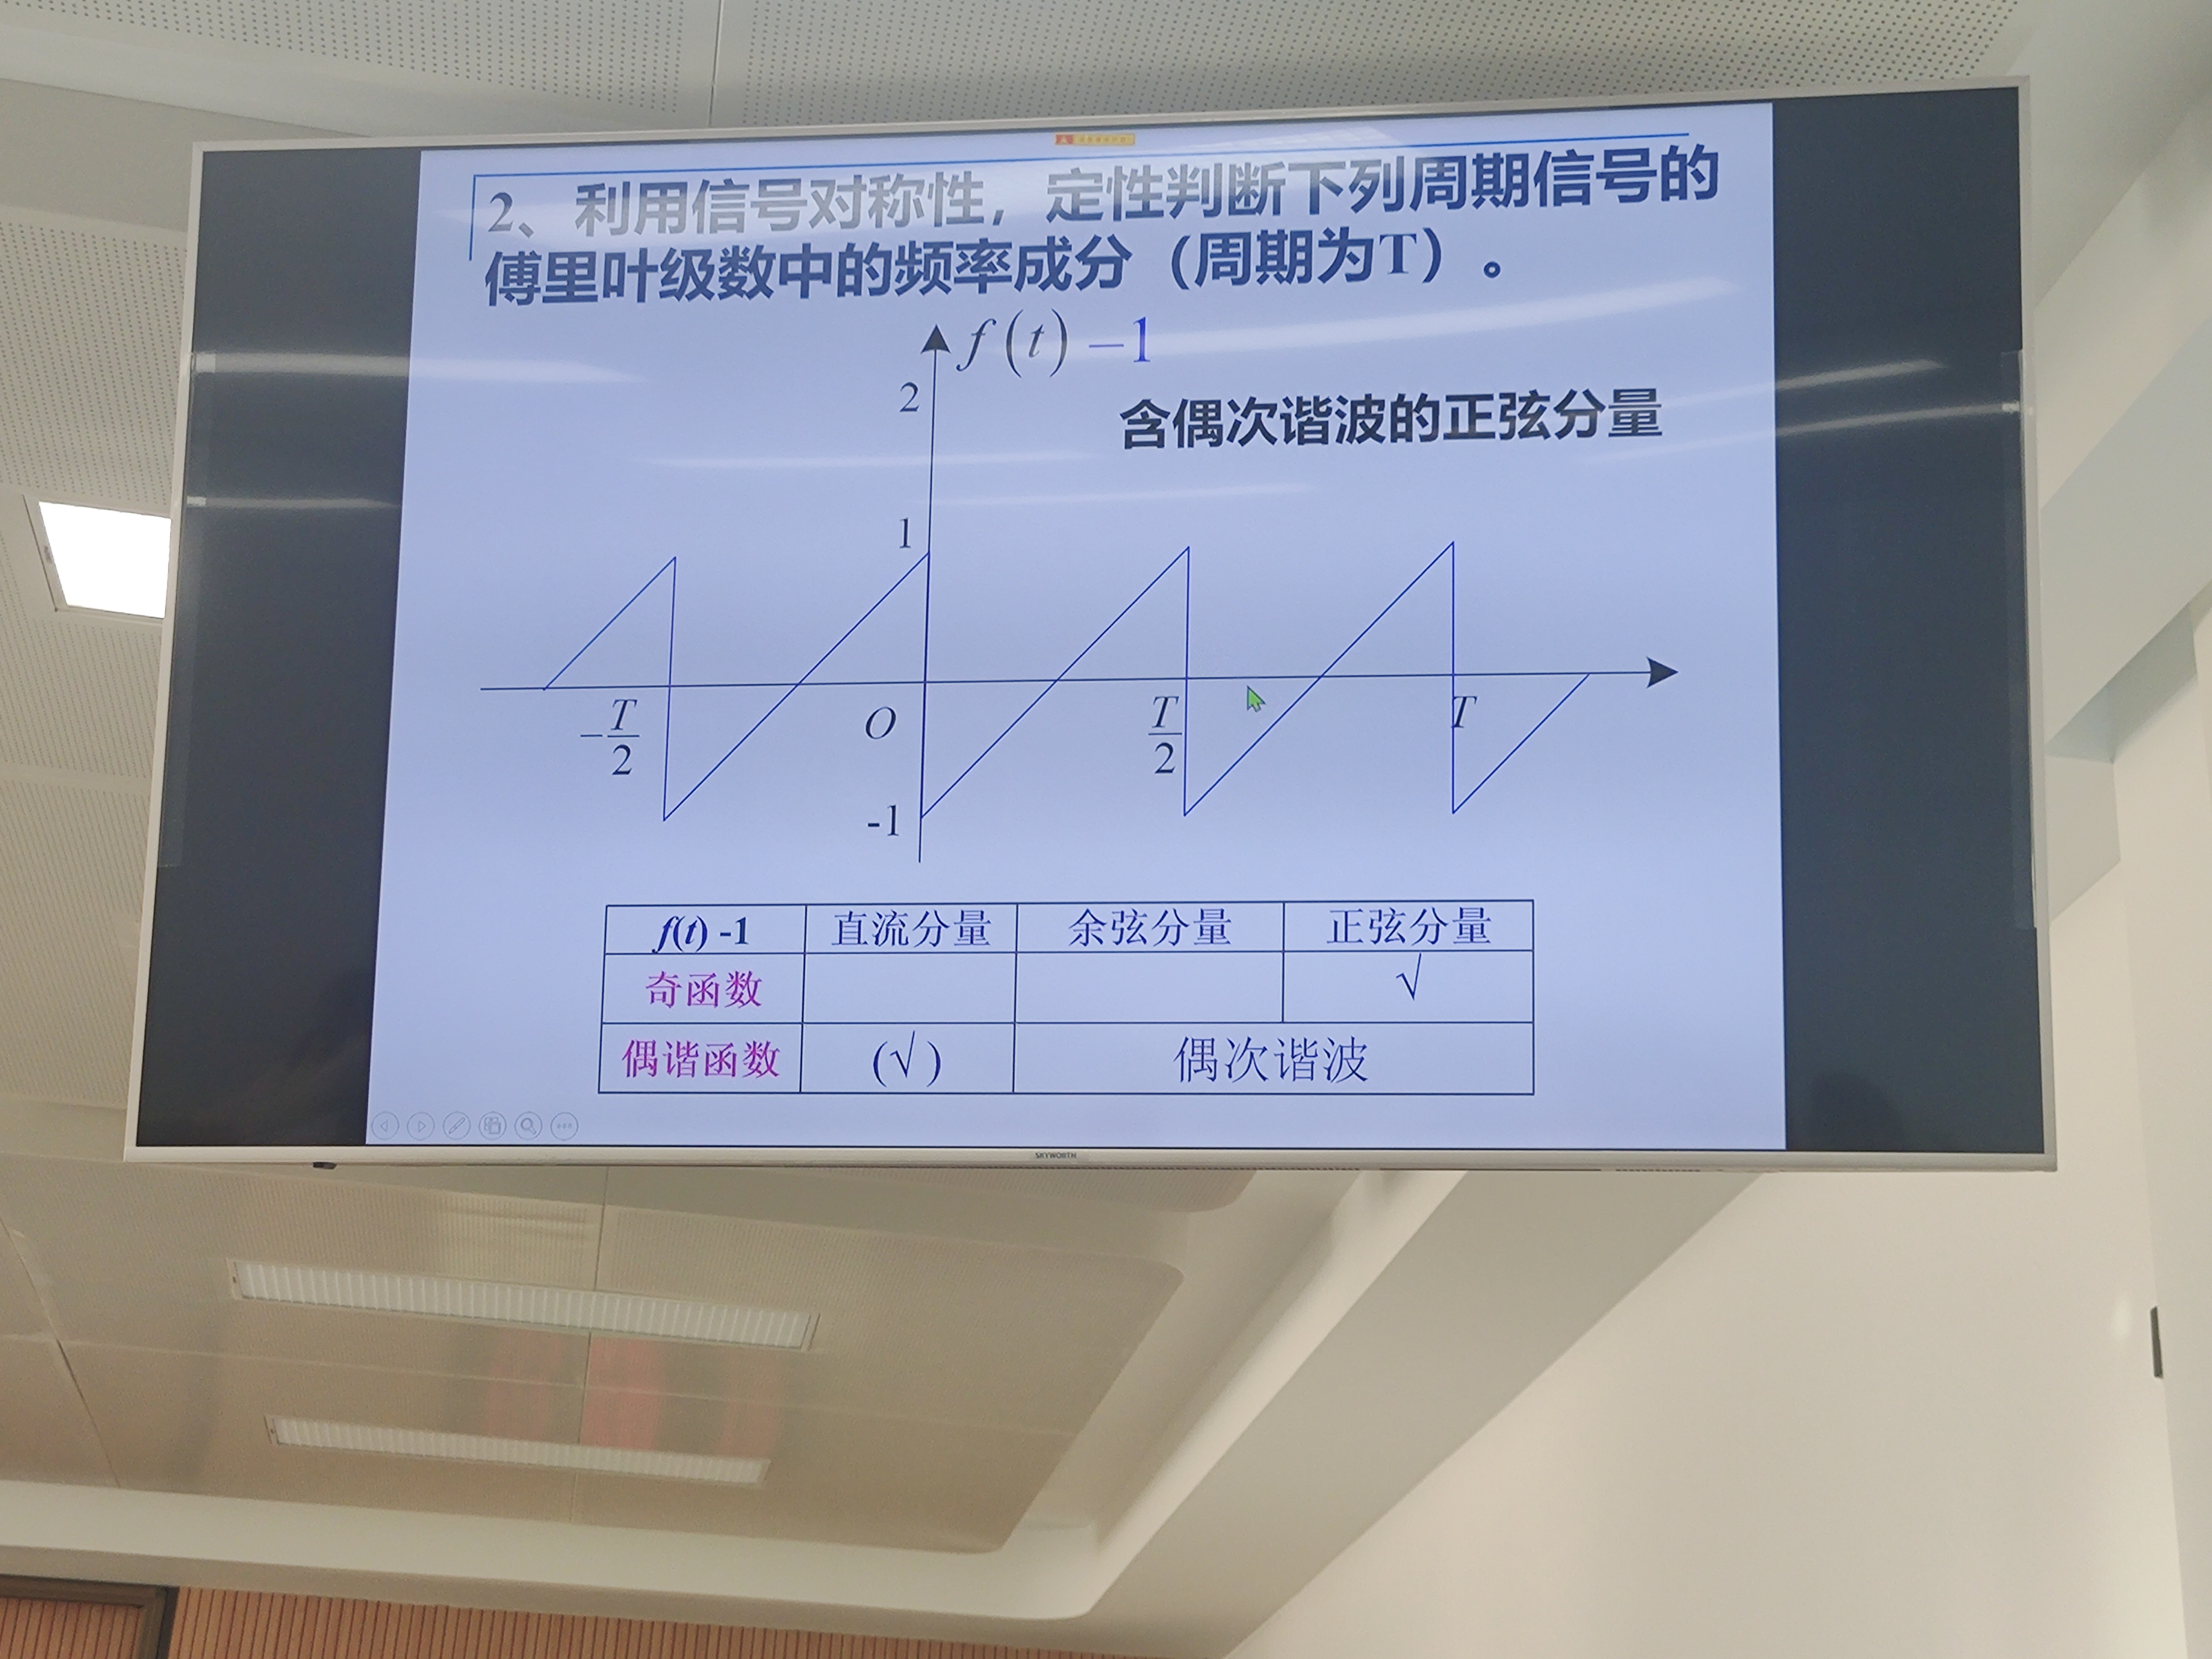 2、利用信号对称性，定性判断下列周期信号的
傅里叶级数中的频率成分（周期为T）。
f(t) −1
2
含偶次谐波的正弦分量
1
−T/2
O
T/2
T
-1
f(t) -1 直流分量 余弦分量 正弦分量
奇函数 √
偶谐函数 (√) 偶次谐波
SKYWORTH